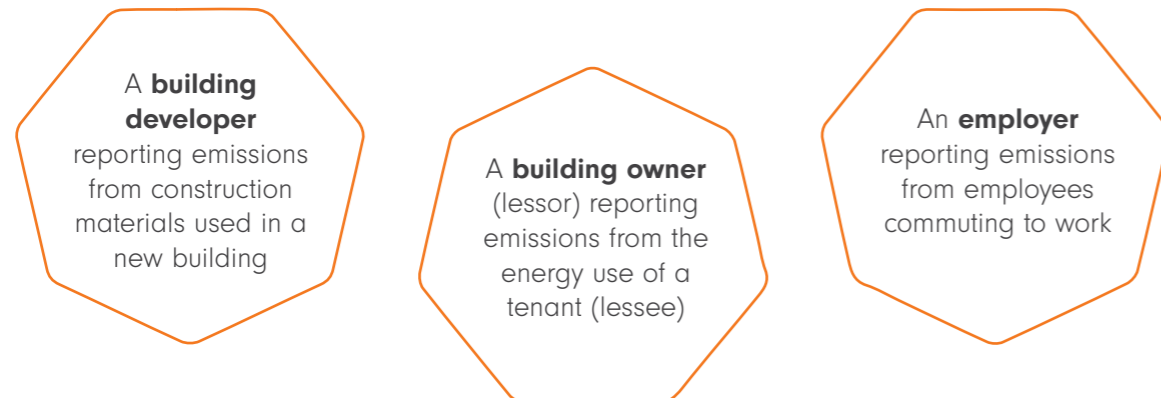 A building
developer
reporting emissions
from construction
materials used in a
new building
A building owner
(lessor) reporting
emissions from the
energy use of a
tenant (lessee)
An employer
reporting emissions
from employees
commuting to work